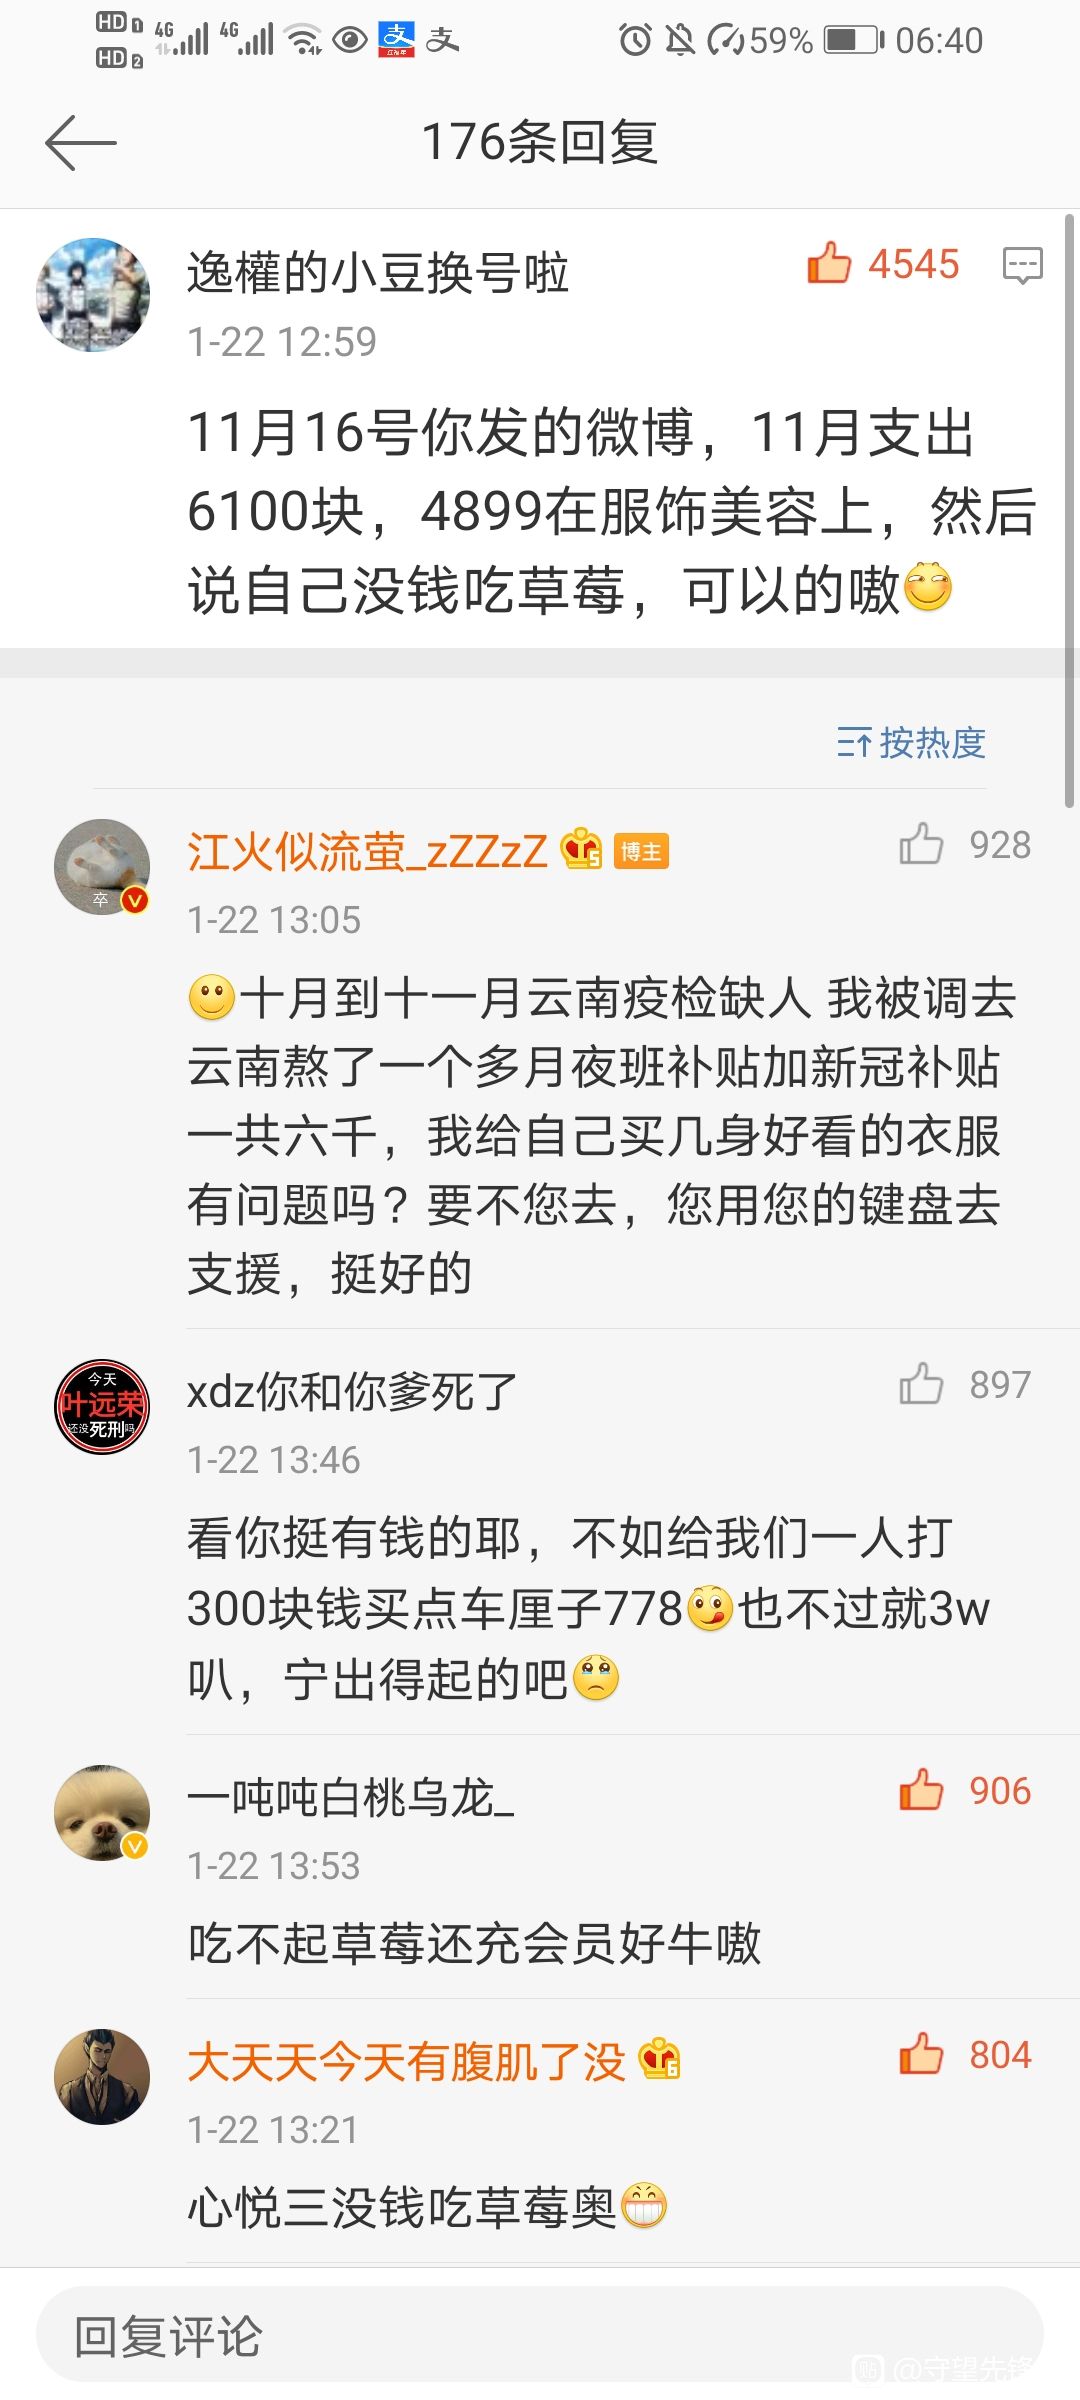 HD 1 4G 4G 支 支 59% 06:40
HD 2
176条回复
逸欋的小豆换号啦 4545
1-22 12:59
11月16号你发的微博，11月支出
6100块，4899在服饰美容上，然后
说自己没钱吃草莓，可以的嗷
按热度
江火似流萤_zZZzZ 5 博主 928
卒
1-22 13:05
十月到十一月云南疫检缺人 我被调去
云南熬了一个多月夜班补贴加新冠补贴
一共六千，我给自己买几身好看的衣服
有问题吗？要不您去，您用您的键盘去
支援，挺好的
今天
叶远荣
还没死刑吗
xdz你和你爹死了 897
1-22 13:46
看你挺有钱的耶，不如给我们一人打
300块钱买点车厘子778也不过就3w
叭，宁出得起的吧
一吨吨白桃乌龙_ 906
1-22 13:53
吃不起草莓还充会员好牛嗷
大天天今天有腹肌了没 6 804
1-22 13:21
心悦三没钱吃草莓奥
回复评论
贴 @守望先锋